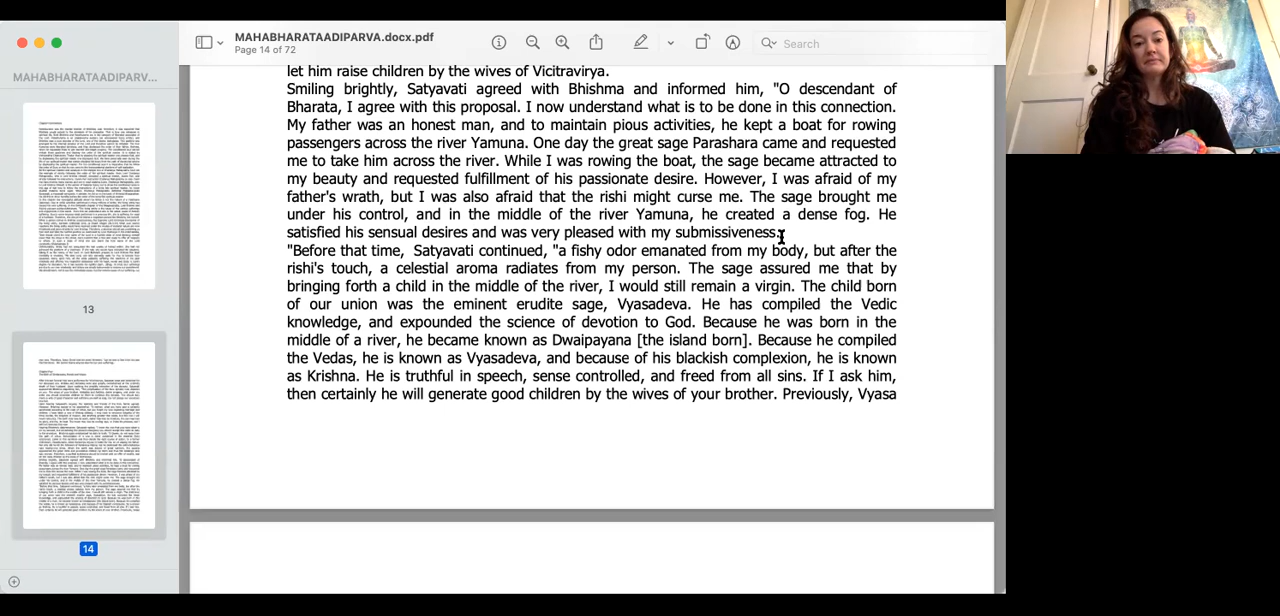 MAHABHARATAADIPARVA.docx.pdf
Page 14 of 72
Search
MAHABHARATAADIPARV...
13
14
let him raise children by the wives of Vicitravirya.
Smiling brightly, Satyavati agreed with Bhishma and informed him, "O descendant of
Bharata, I agree with this proposal. I now understand what is to be done in this connection.
My father was an honest man, and to maintain pious activities, he kept a boat for rowing
passengers across the river Yamuna. One day the great sage Parashara came and requested
me to take him across the river. While I was rowing the boat, the sage became attracted to
my beauty and requested fulfillment of his passionate desire. However, I was afraid of my
father's wrath, but I was also afraid that the rishi might curse me. The sage brought me
under his control, and in the middle of the river Yamuna, he created a dense fog. He
satisfied his sensual desires and was very pleased with my submissiveness.
"Before that time, Satyavati continued, "a fishy odor emanated from my body, but after the
rishi's touch, a celestial aroma radiates from my person. The sage assured me that by
bringing forth a child in the middle of the river, I would still remain a virgin. The child born
of our union was the eminent erudite sage, Vyasadeva. He has compiled the Vedic
knowledge, and expounded the science of devotion to God. Because he was born in the
middle of a river, he became known as Dwaipayana [the island born]. Because he compiled
the Vedas, he is known as Vyasadeva, and because of his blackish complexion, he is known
as Krishna. He is truthful in speech, sense controlled, and freed from all sins. If I ask him,
then certainly he will generate good children by the wives of your brother. Previously, Vyasa